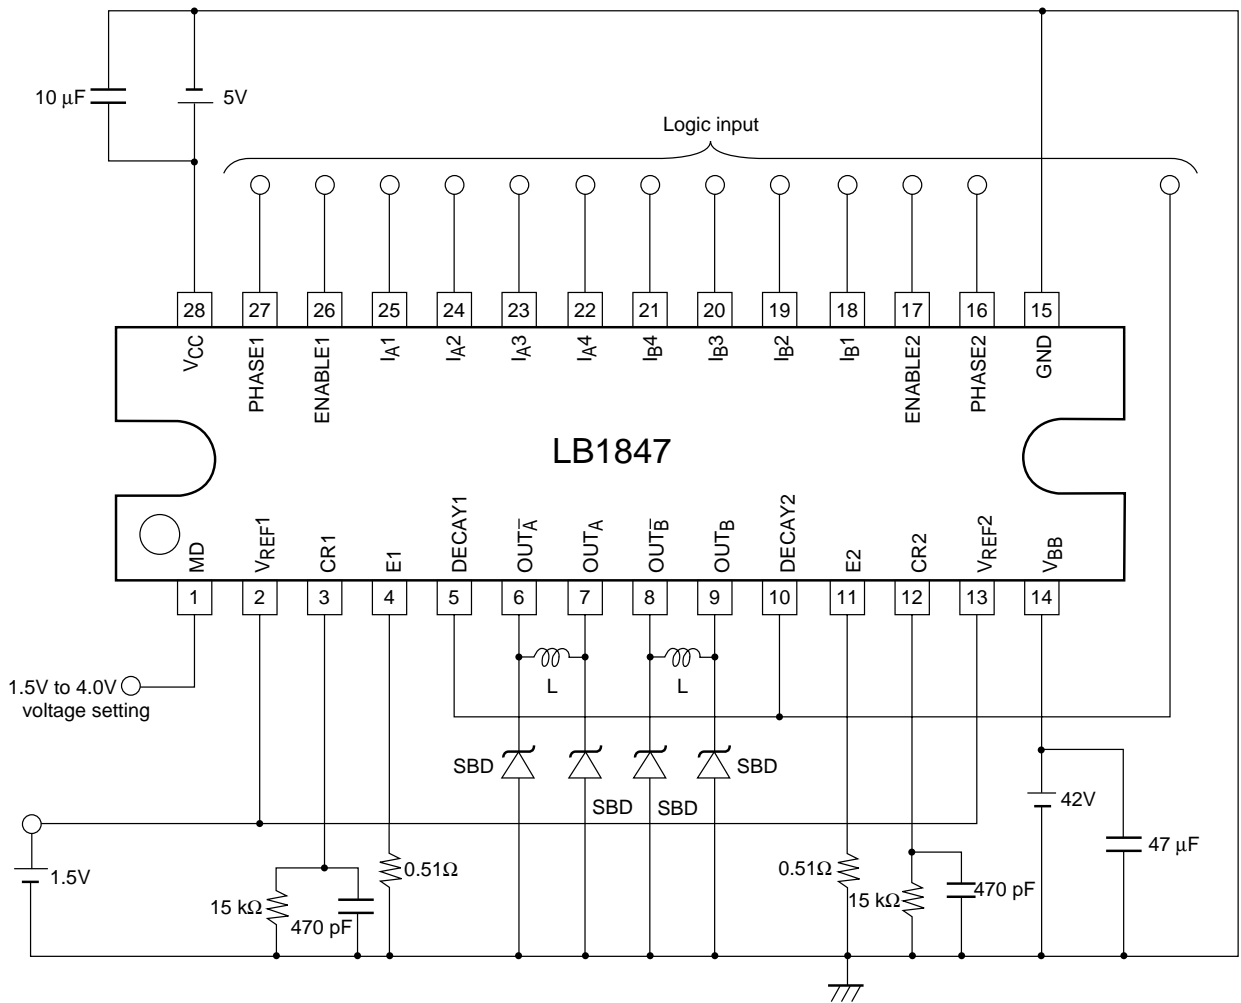 10 μF
5V
Logic input
28 27 26 25 24 23 22 21 20 19 18 17 16 15
VCC
PHASE1
ENABLE1
IA1
IA2
IA3
IA4
IB4
IB3
IB2
IB1
ENABLE2
PHASE2
GND
LB1847
MD
VREF1
CR1
E1
DECAY1
OUTA̅
OUTA
OUTB̅
OUTB
DECAY2
E2
CR2
VREF2
VBB
1 2 3 4 5 6 7 8 9 10 11 12 13 14
1.5V to 4.0V
voltage setting
L
L
SBD
SBD
SBD
SBD
42V
47 μF
1.5V
0.51Ω
15 kΩ
470 pF
0.51Ω
15 kΩ
470 pF